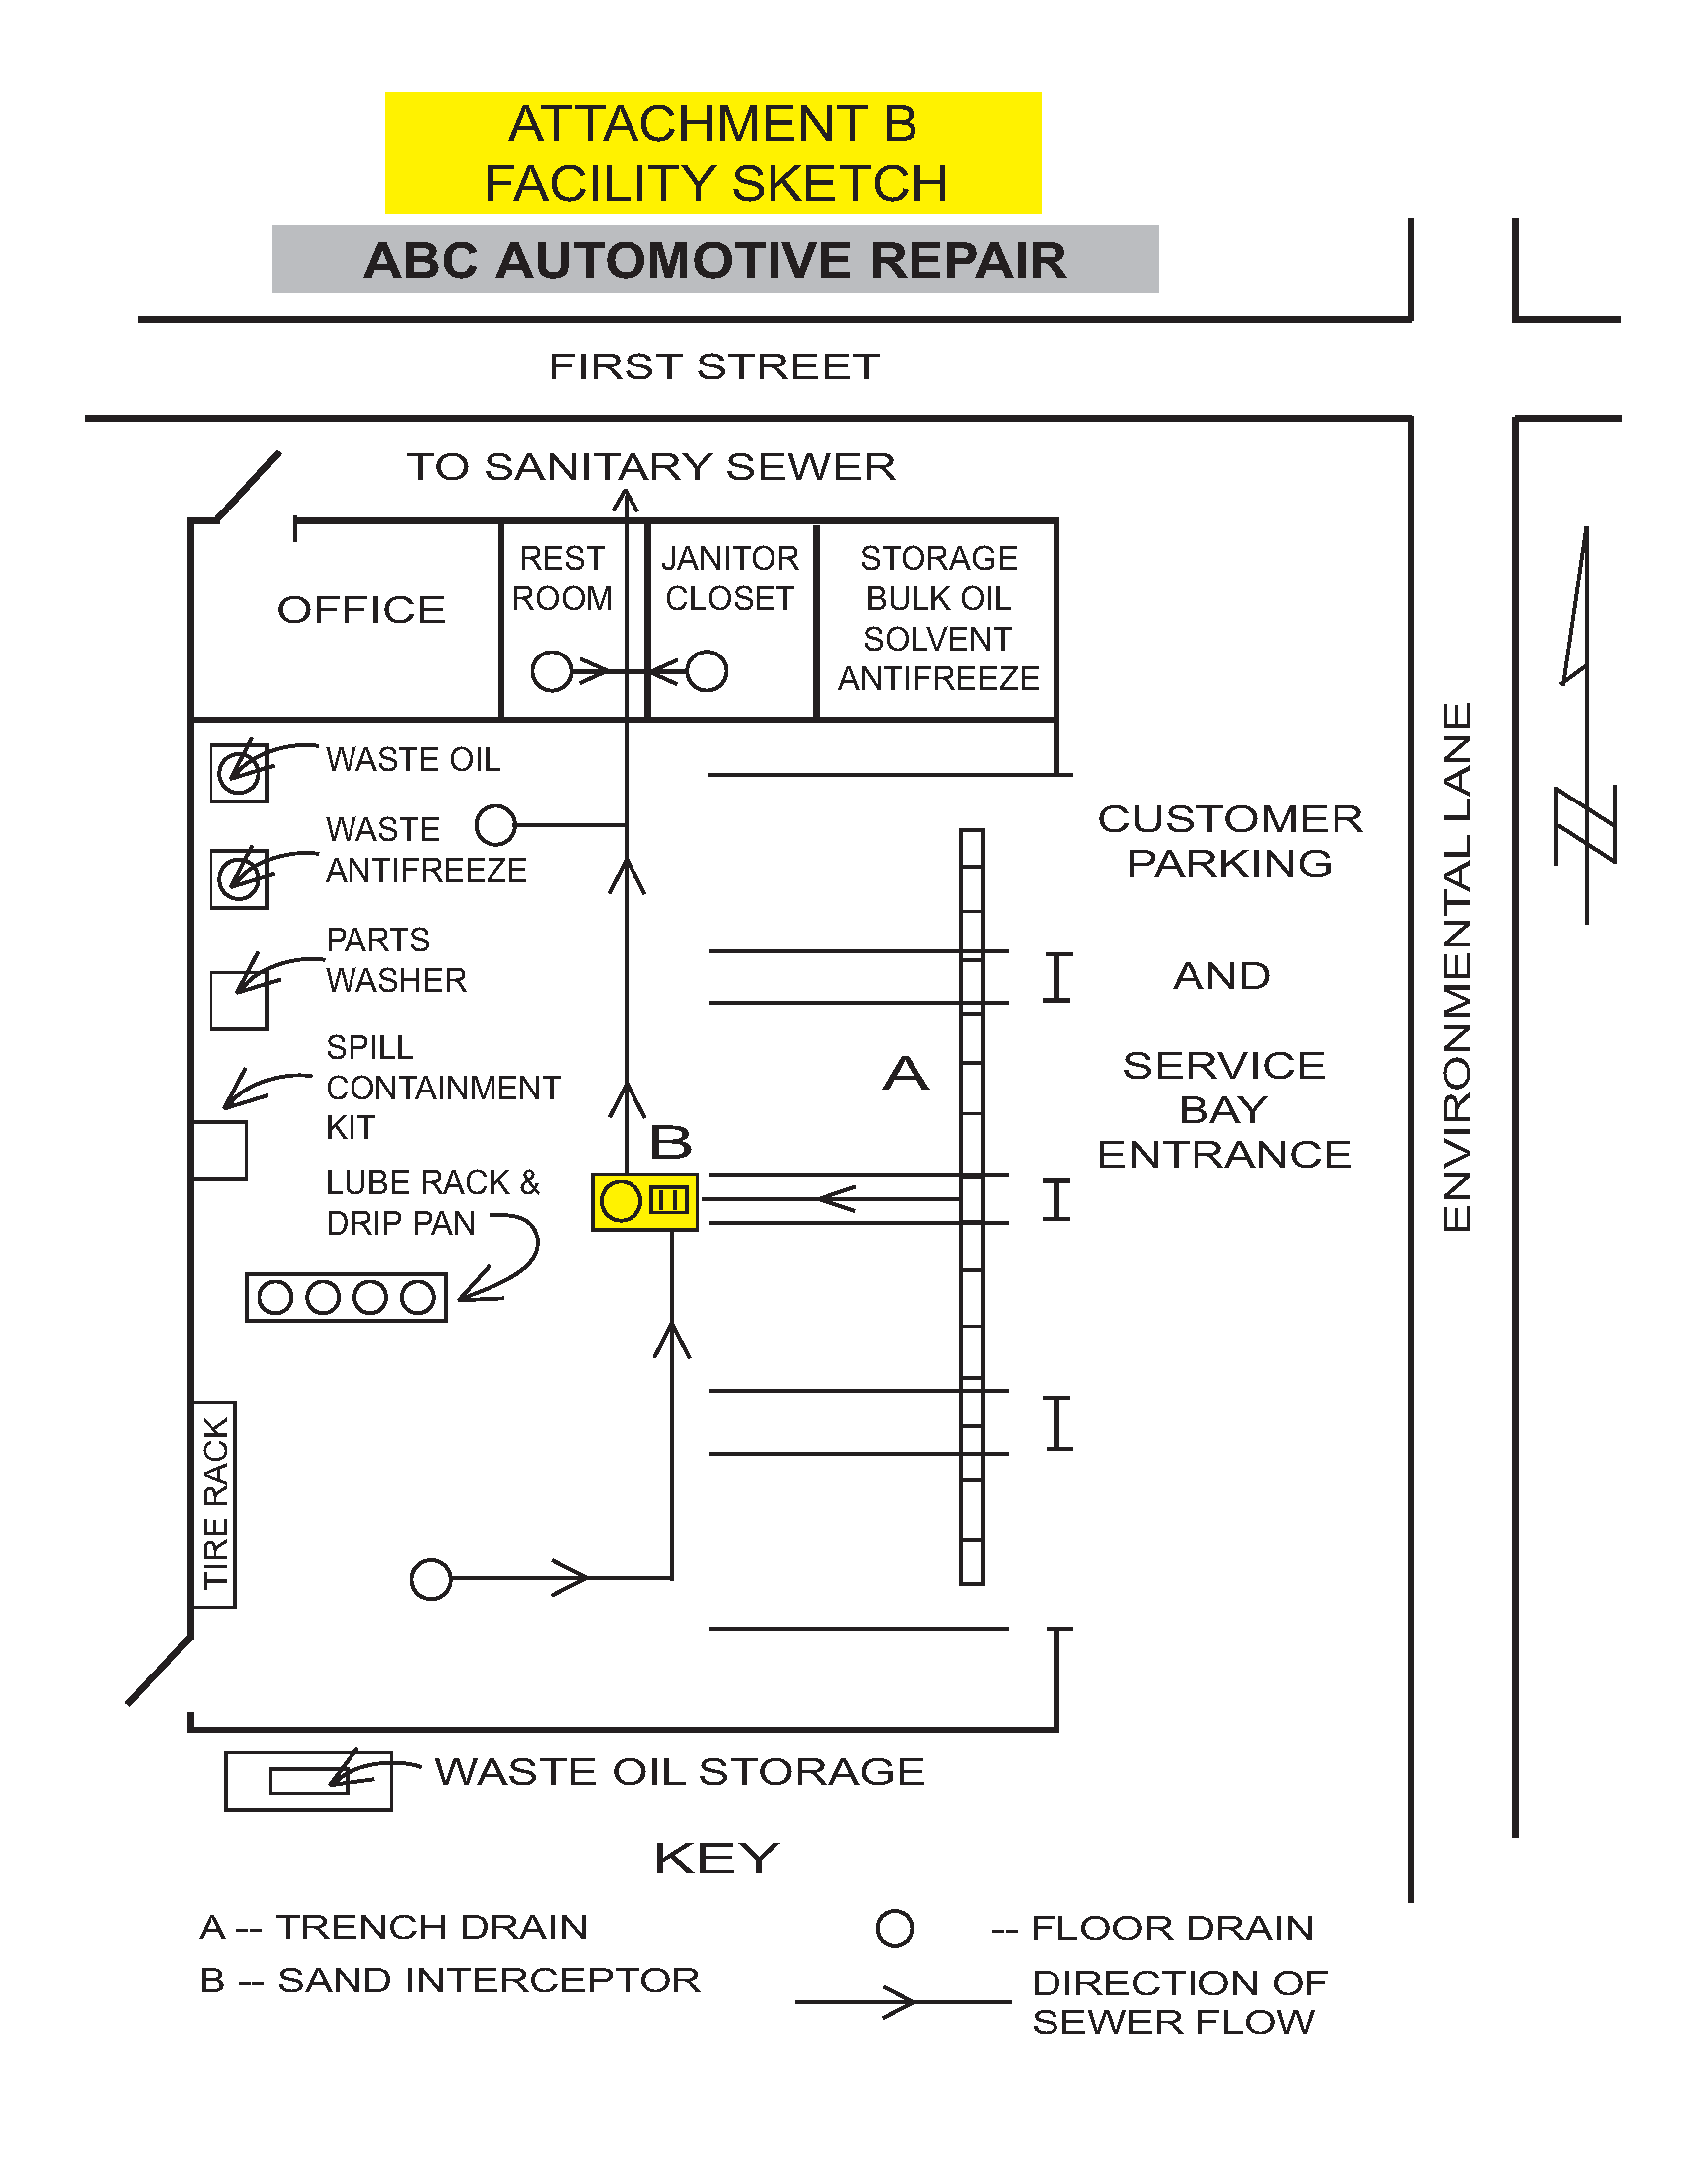 ATTACHMENT B
FACILITY SKETCH
ABC AUTOMOTIVE REPAIR
FIRST STREET
TO SANITARY SEWER
OFFICE
REST
ROOM
JANITOR
CLOSET
STORAGE
BULK OIL
SOLVENT
ANTIFREEZE
WASTE OIL
WASTE
ANTIFREEZE
PARTS
WASHER
SPILL
CONTAINMENT
KIT
LUBE RACK &
DRIP PAN
TIRE RACK
B
A
CUSTOMER
PARKING
AND
SERVICE
BAY
ENTRANCE
ENVIRONMENTAL LANE
N
WASTE OIL STORAGE
KEY
A -- TRENCH DRAIN
B -- SAND INTERCEPTOR
-- FLOOR DRAIN
DIRECTION OF
SEWER FLOW